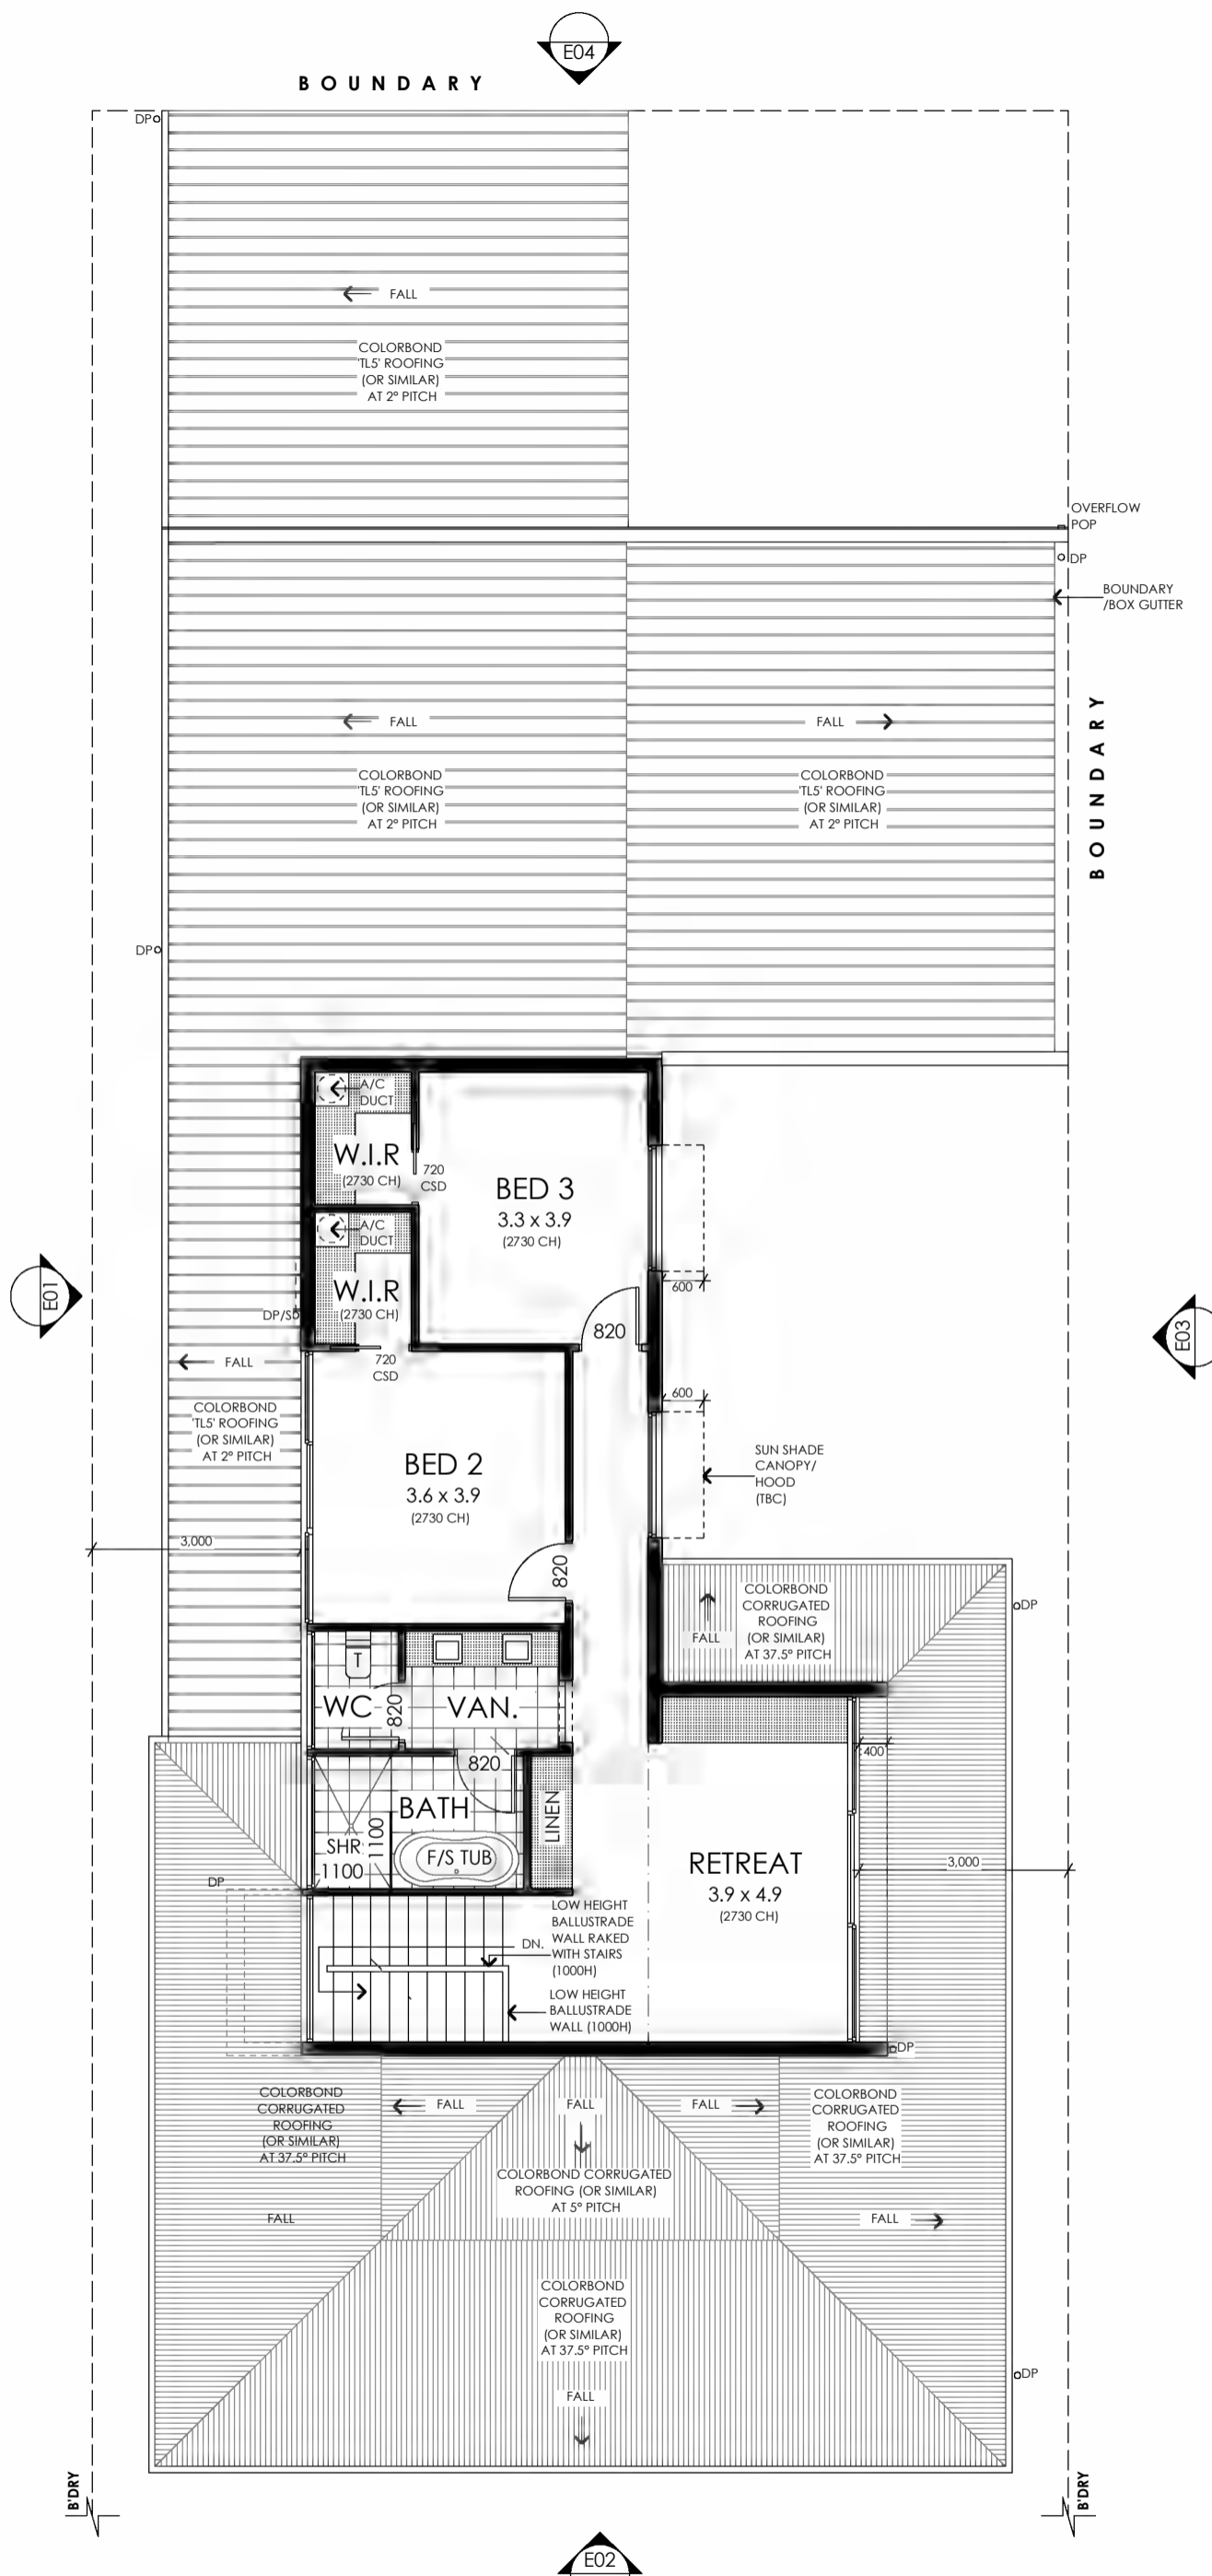 E04
BOUNDARY
DP
FALL
COLORBOND
'TL5' ROOFING
(OR SIMILAR)
AT 2° PITCH
OVERFLOW
POP
DP
BOUNDARY
/BOX GUTTER
BOUNDARY
FALL
COLORBOND
'TL5' ROOFING
(OR SIMILAR)
AT 2° PITCH
FALL
COLORBOND
'TL5' ROOFING
(OR SIMILAR)
AT 2° PITCH
DP
A/C
DUCT
W.I.R
(2730 CH)
720
CSD
BED 3
3.3 x 3.9
(2730 CH)
A/C
DUCT
W.I.R
(2730 CH)
600
E01
DP/S
820
E03
720
CSD
FALL
COLORBOND
'TL5' ROOFING
(OR SIMILAR)
AT 2° PITCH
600
BED 2
3.6 x 3.9
(2730 CH)
SUN SHADE
CANOPY/
HOOD
(TBC)
3,000
820
COLORBOND
CORRUGATED
ROOFING
(OR SIMILAR)
AT 37.5° PITCH
FALL
DP
T
WC
820
VAN.
820
400
BATH
LINEN
SHR
1100
1100
F/S TUB
RETREAT
3.9 x 4.9
(2730 CH)
3,000
DP
LOW HEIGHT
BALLUSTRADE
WALL RAKED
WITH STAIRS
(1000H)
DN.
LOW HEIGHT
BALLUSTRADE
WALL (1000H)
DP
COLORBOND
CORRUGATED
ROOFING
(OR SIMILAR)
AT 37.5° PITCH
FALL
FALL
FALL
COLORBOND
CORRUGATED
ROOFING
(OR SIMILAR)
AT 37.5° PITCH
COLORBOND CORRUGATED
ROOFING (OR SIMILAR)
AT 5° PITCH
FALL
FALL
COLORBOND
CORRUGATED
ROOFING
(OR SIMILAR)
AT 37.5° PITCH
FALL
DP
B'DRY
B'DRY
E02